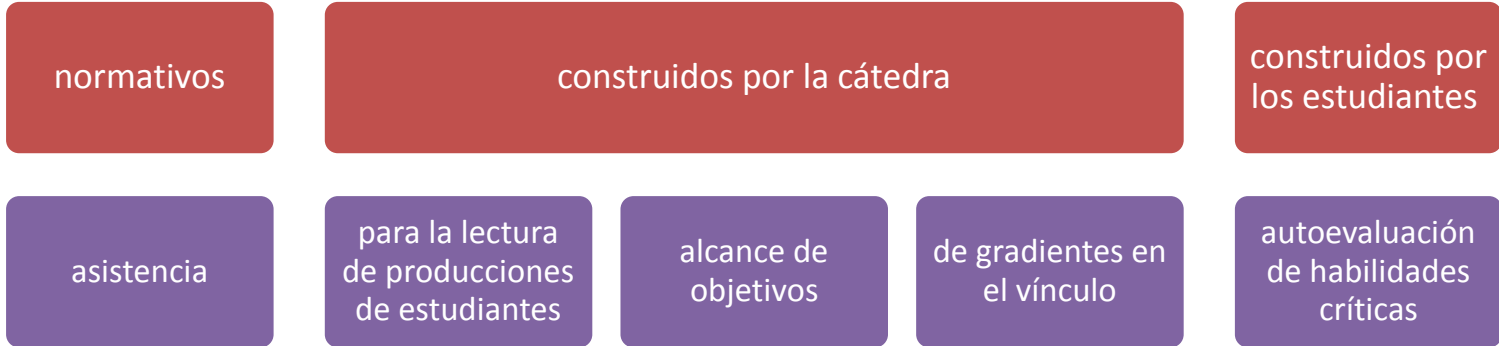 normativos
construidos por la cátedra
construidos por
los estudiantes
asistencia
para la lectura
de producciones
de estudiantes
alcance de
objetivos
de gradientes en
el vínculo
autoevaluación
de habilidades
críticas